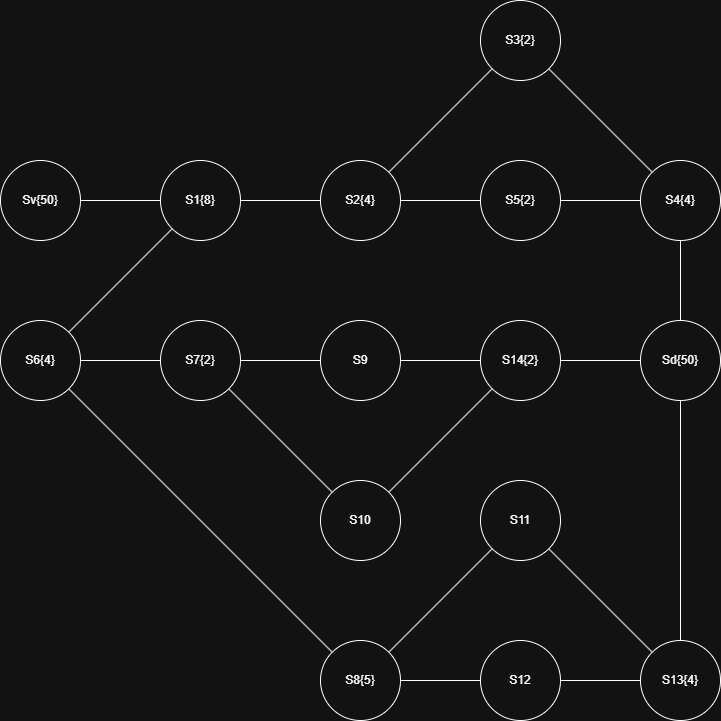 S3{2}
Sv{50}
S1{8}
S2{4}
S5{2}
S4{4}
S6{4}
S7{2}
S9
S14{2}
Sd{50}
S10
S11
S8{5}
S12
S13{4}